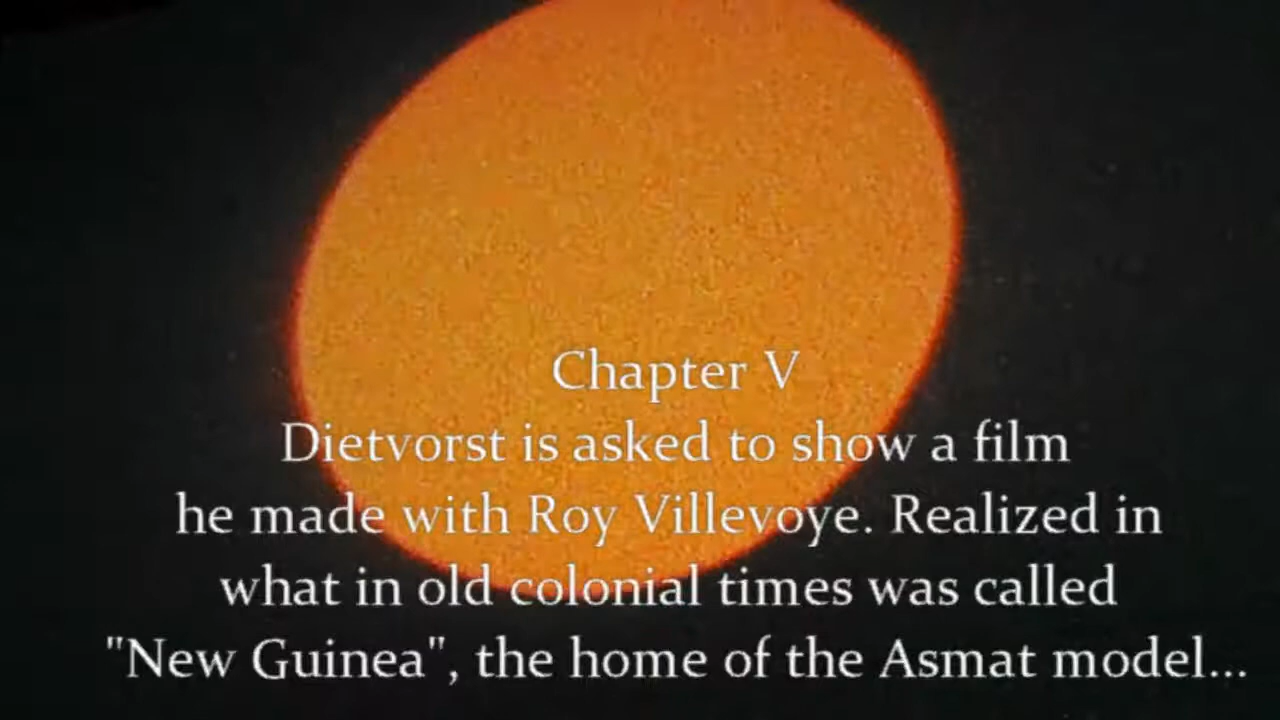 Chapter V
Dietvorst is asked to show a film
he made with Roy Villevoye. Realized in
what in old colonial times was called
"New Guinea", the home of the Asmat model...